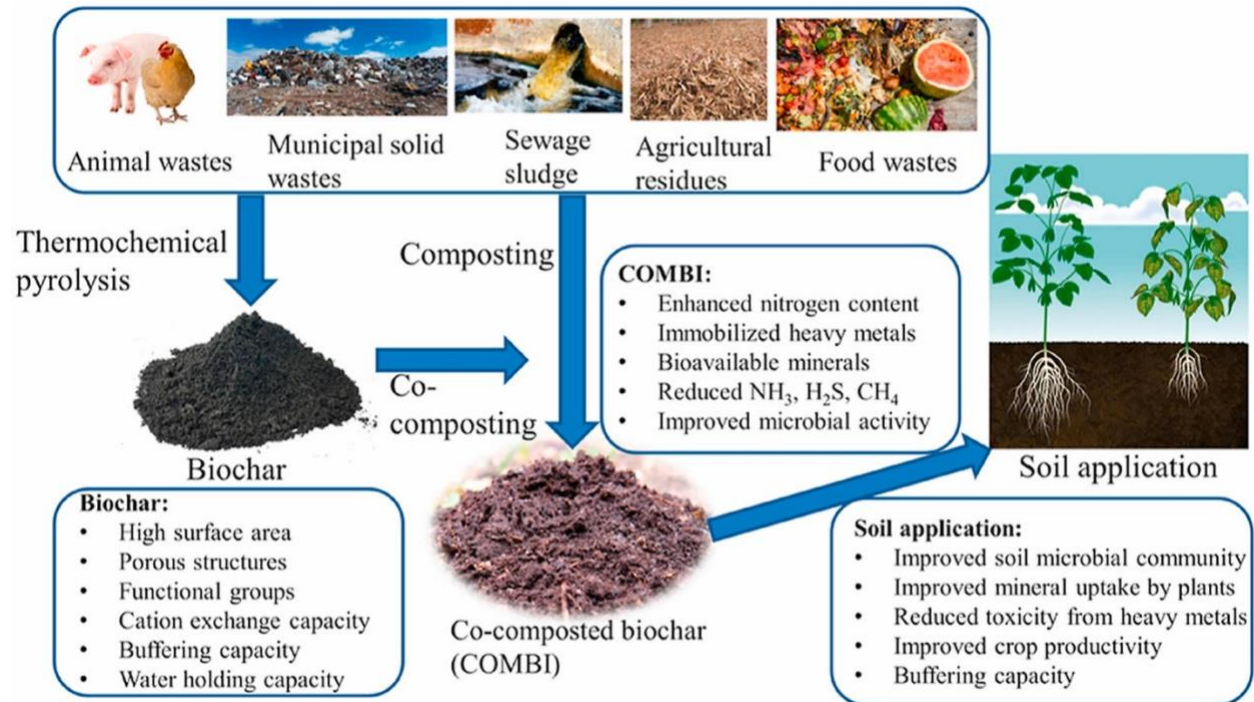 Animal wastes
Municipal solid
wastes
Sewage
sludge
Agricultural
residues
Food wastes
Thermochemical
pyrolysis
Composting
COMBI:
• Enhanced nitrogen content
• Immobilized heavy metals
• Bioavailable minerals
• Reduced NH₃, H₂S, CH₄
• Improved microbial activity
Co-
composting
Biochar
Soil application
Biochar:
• High surface area
• Porous structures
• Functional groups
• Cation exchange capacity
• Buffering capacity
• Water holding capacity
Co-composted biochar
(COMBI)
Soil application:
• Improved soil microbial community
• Improved mineral uptake by plants
• Reduced toxicity from heavy metals
• Improved crop productivity
• Buffering capacity